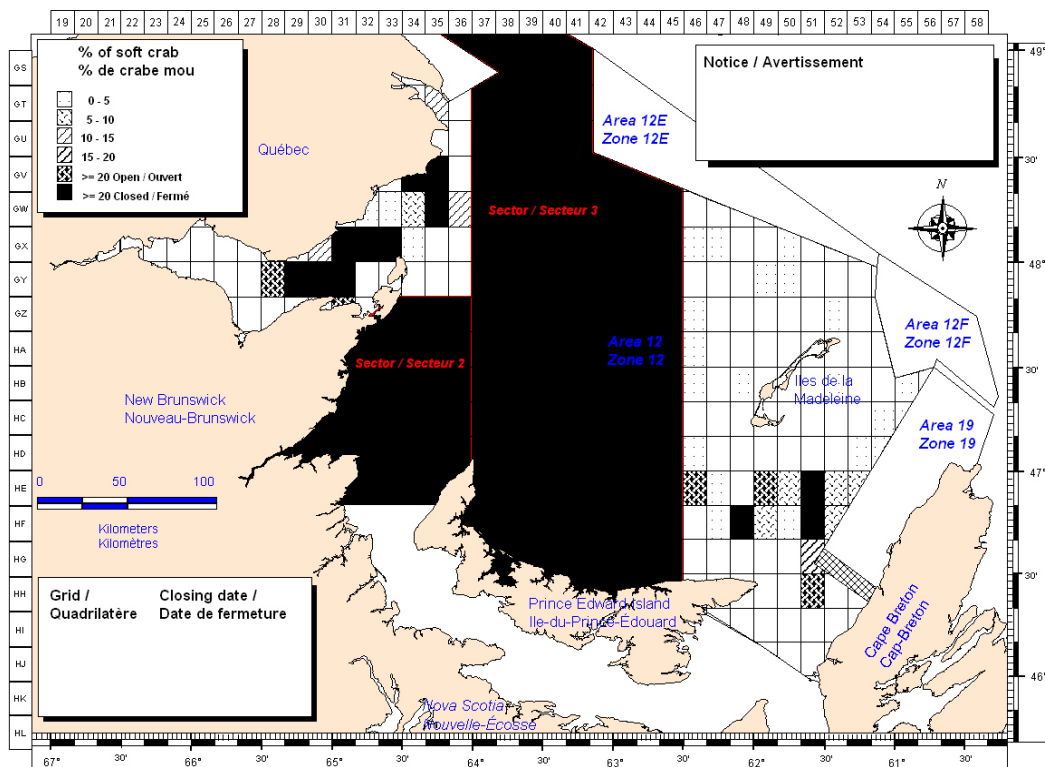 19 20 21 22 23 24 25 26 27 28 29 30 31 32 33 34 35 36 37 38 39 40 41 42 43 44 45 46 47 48 49 50 51 52 53 54 55 56 57 58
% of soft crab
% de crabe mou
0 - 5
5 - 10
10 - 15
15 - 20
>= 20 Open / Ouvert
>= 20 Closed / Fermé
Notice / Avertissement
GS
GT
GU
GV
GW
GX
GY
GZ
HA
HB
HC
HD
HE
HF
HG
HH
HI
HJ
HK
HL
49°
30'
48°
30'
47°
30'
46°
Area 12E
Zone 12E
Québec
N
Sector / Secteur 3
Area 12F
Zone 12F
Area 12
Zone 12
Sector / Secteur 2
Iles de la
Madeleine
New Brunswick
Nouveau-Brunswick
Area 19
Zone 19
0 50 100
Kilometers
Kilomètres
Grid /
Quadrilatère
Closing date /
Date de fermeture
Prince Edward Island
Ile-du-Prince-Édouard
Cape Breton
Cap-Breton
Nova Scotia
Nouvelle-Écosse
67° 30' 66° 30' 65° 30' 64° 30' 63° 30' 62° 30' 61° 30'